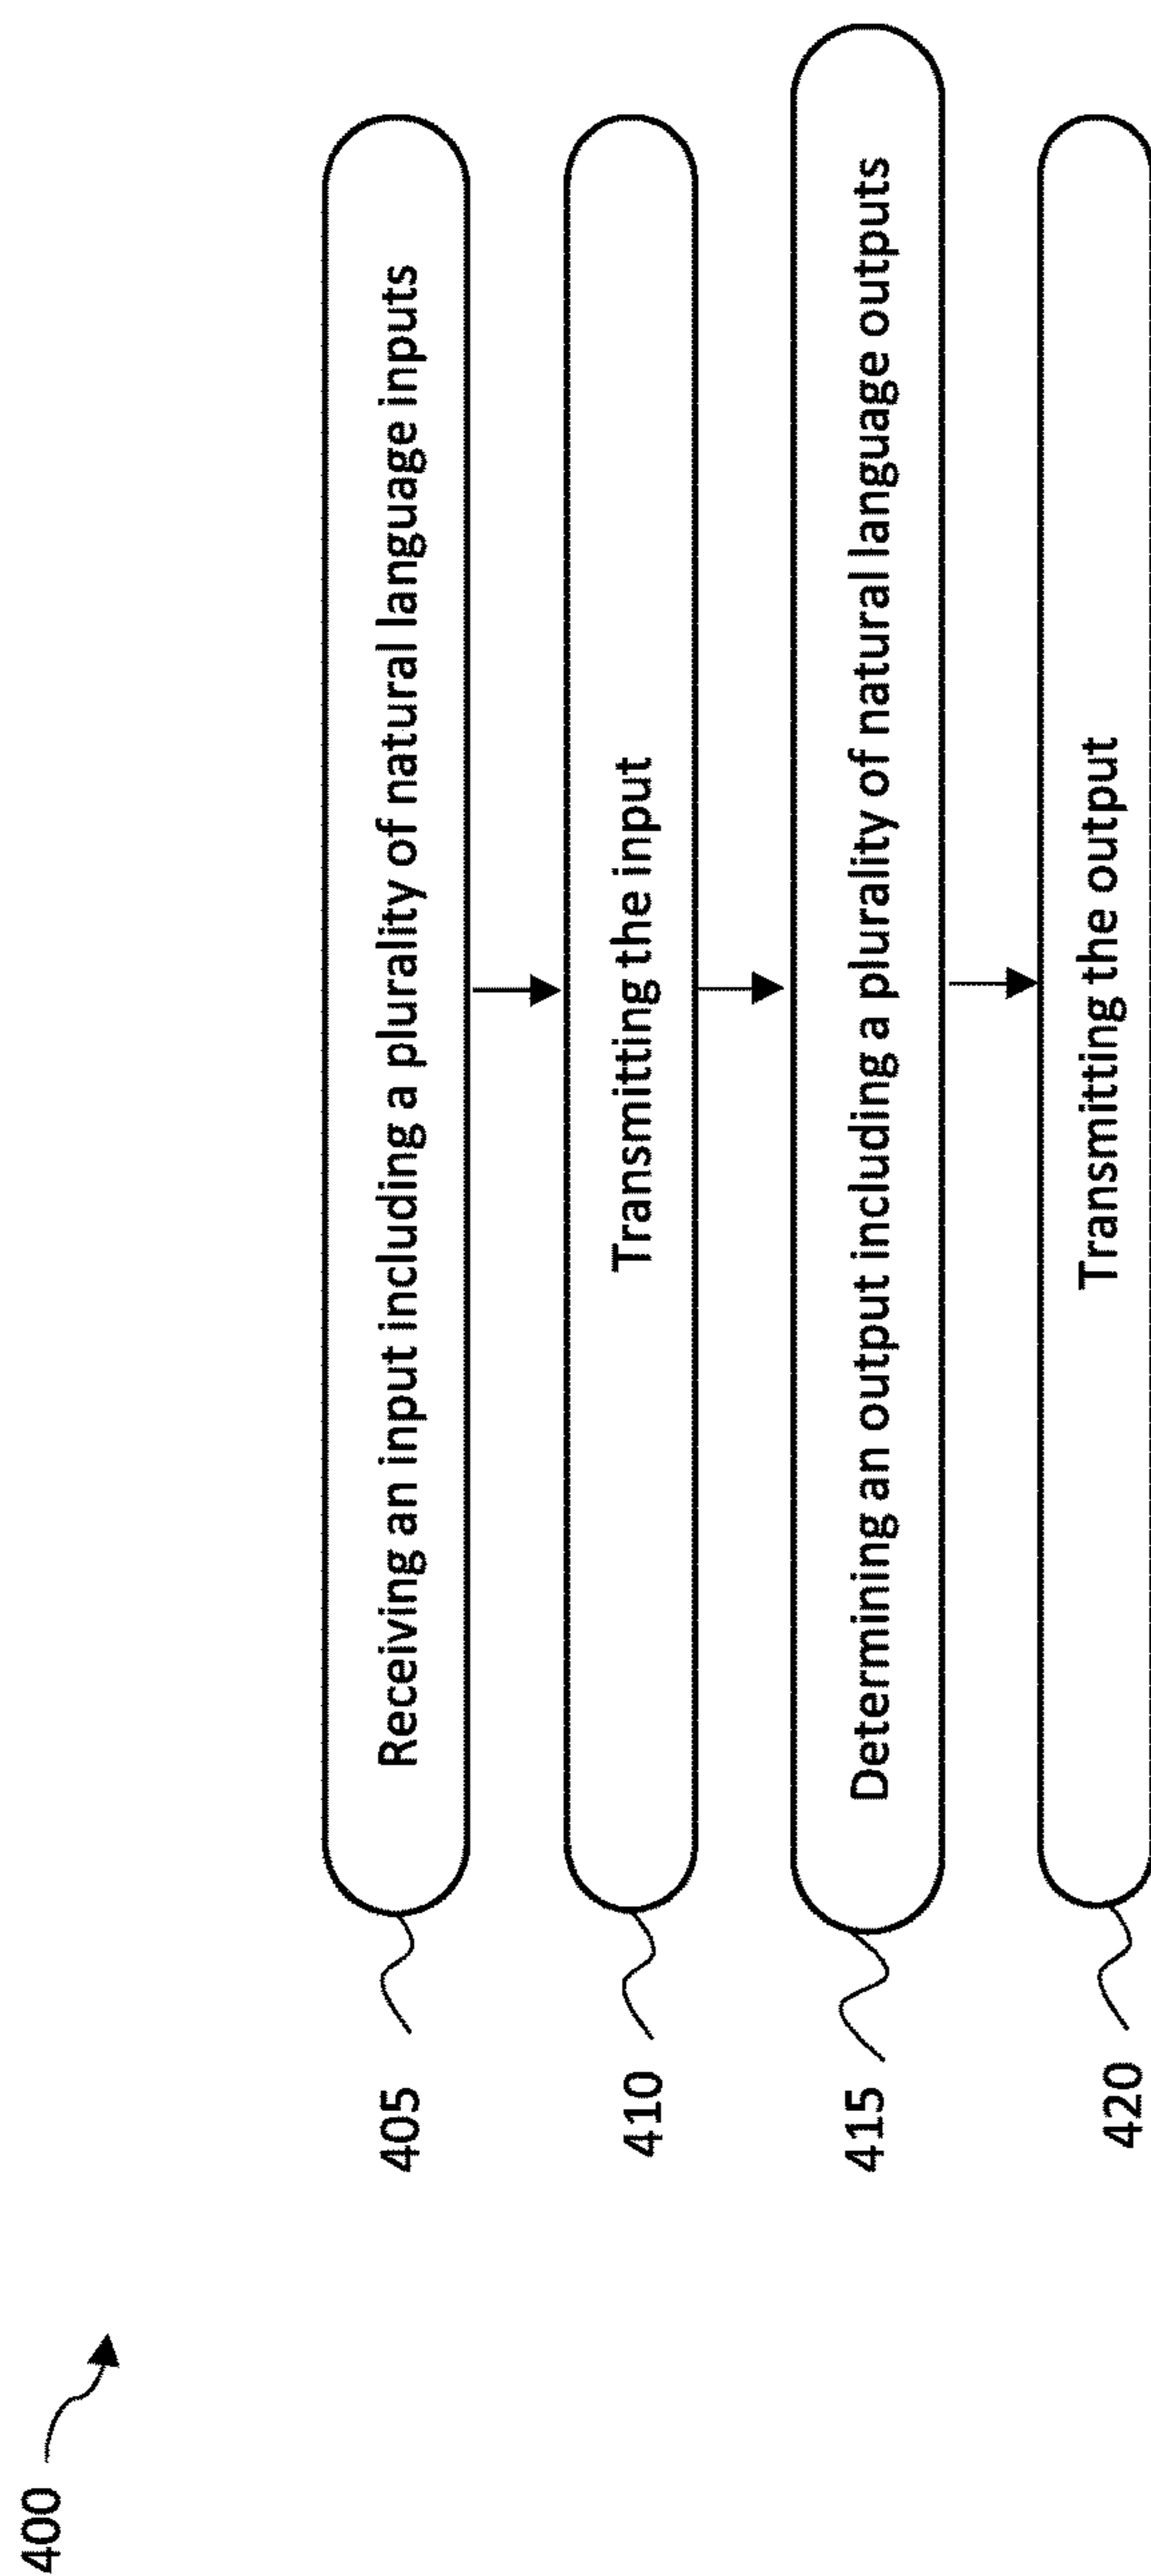 400
405
Receiving an input including a plurality of natural language inputs
410
Transmitting the input
415
Determining an output including a plurality of natural language outputs
420
Transmitting the output